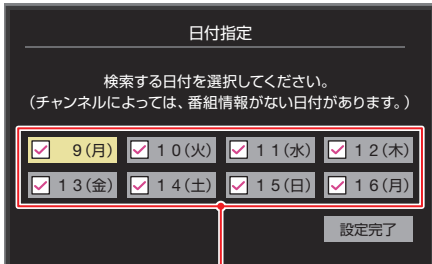 日付指定
検索する日付を選択してください。
（チャンネルによっては、番組情報がない日付があります。）
9（月） 10（火） 11（水） 12（木）
13（金） 14（土） 15（日） 16（月）
設定完了